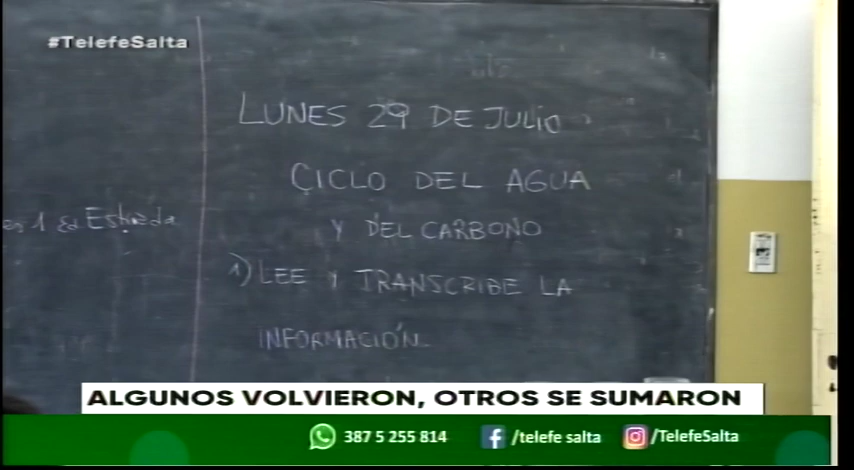 #TelefeSalta
LUNES 29 DE JULIO
CICLO DEL AGUA
Y DEL CARBONO
1) LEE Y TRANSCRIBE LA
INFORMACIÓN.
ALGUNOS VOLVIERON, OTROS SE SUMARON
387 5 255 814
/telefe salta
/TelefeSalta